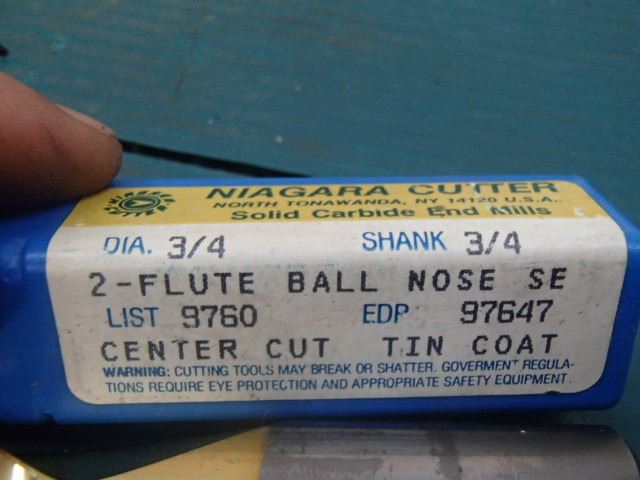 NIAGARA CUTTER
NORTH TONAWANDA, NY 14120 U.S.A.
Solid Carbide End Mills
DIA. 3/4 SHANK 3/4
2-FLUTE BALL NOSE SE
LIST 9760 EDP 97647
CENTER CUT TIN COAT
WARNING: CUTTING TOOLS MAY BREAK OR SHATTER. GOVERMENT REGULA-
TIONS REQUIRE EYE PROTECTION AND APPROPRIATE SAFETY EQUIPMENT.